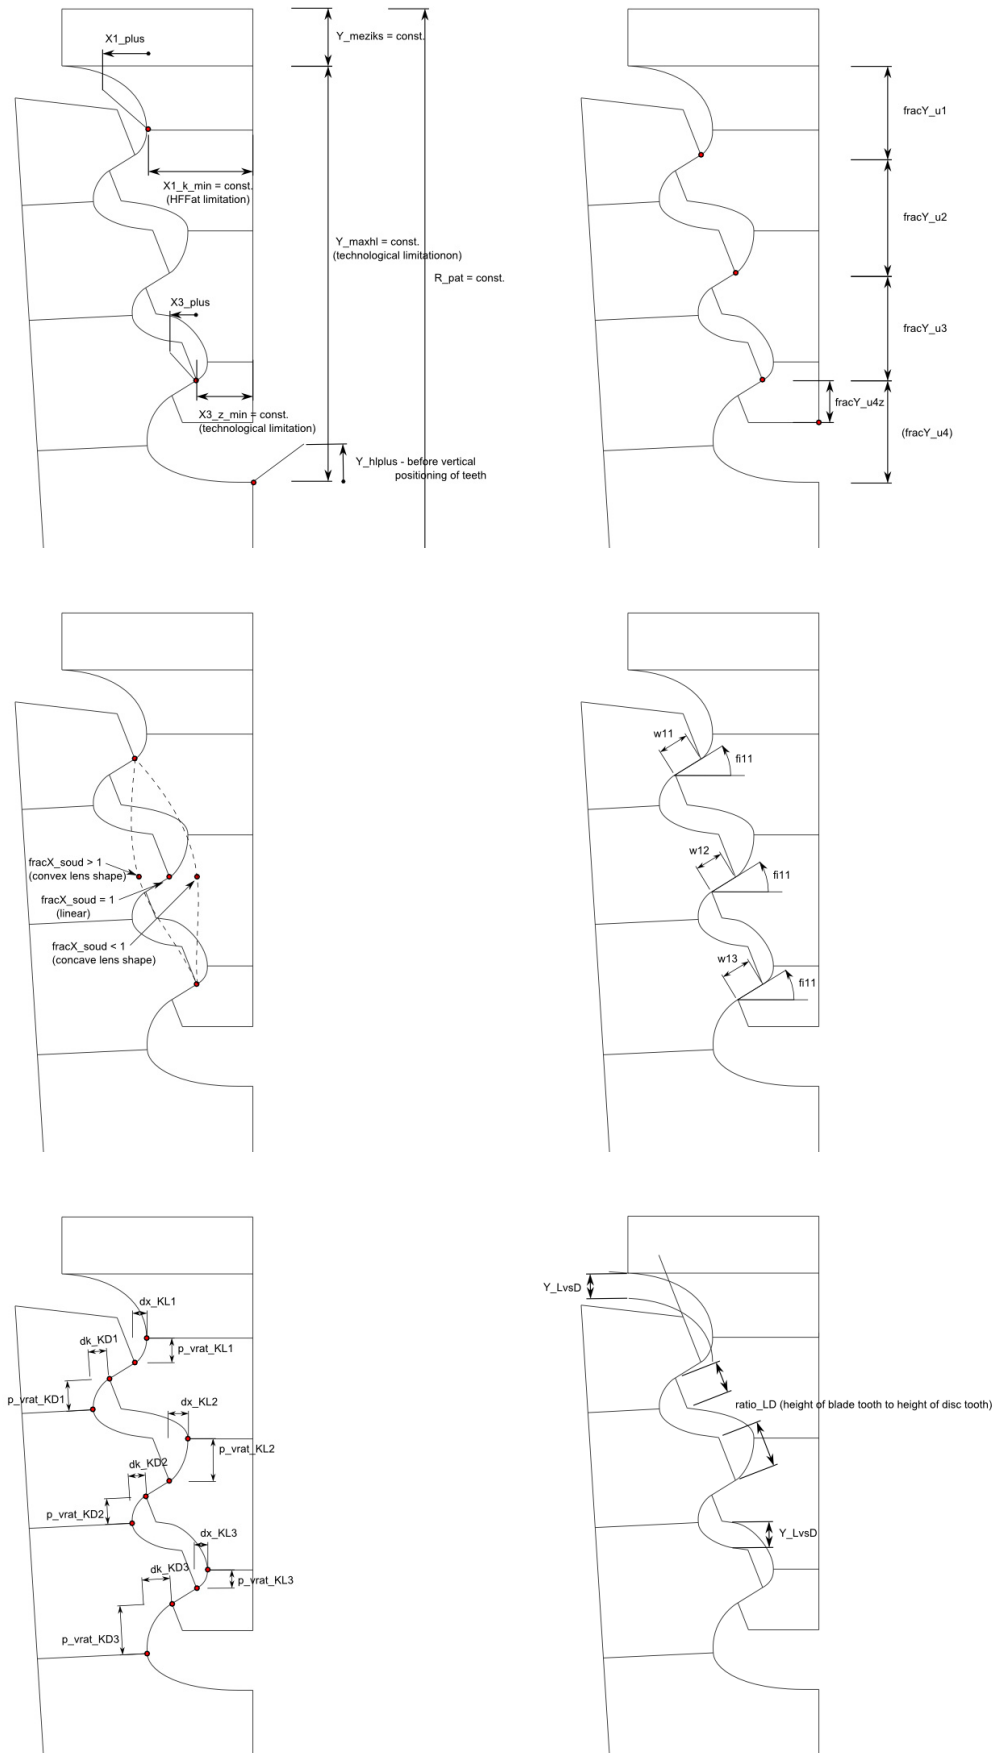 X1_plus
Y_meziks = const.
X1_k_min = const.
(HFFat limitation)
Y_maxhl = const.
(technological limitationon)
R_pat = const.
X3_plus
X3_z_min = const.
(technological limitation)
Y_hlplus - before vertical
positioning of teeth
fracY_u1
fracY_u2
fracY_u3
fracY_u4z
(fracY_u4)
fracX_soud > 1
(convex lens shape)
fracX_soud = 1
(linear)
fracX_soud < 1
(concave lens shape)
w11
fi11
w12
fi11
w13
fi11
dx_KL1
dk_KD1
p_vrat_KL1
p_vrat_KD1
dx_KL2
p_vrat_KL2
dk_KD2
p_vrat_KD2
dx_KL3
dk_KD3
p_vrat_KL3
p_vrat_KD3
Y_LvsD
ratio_LD (height of blade tooth to height of disc tooth)
Y_LvsD